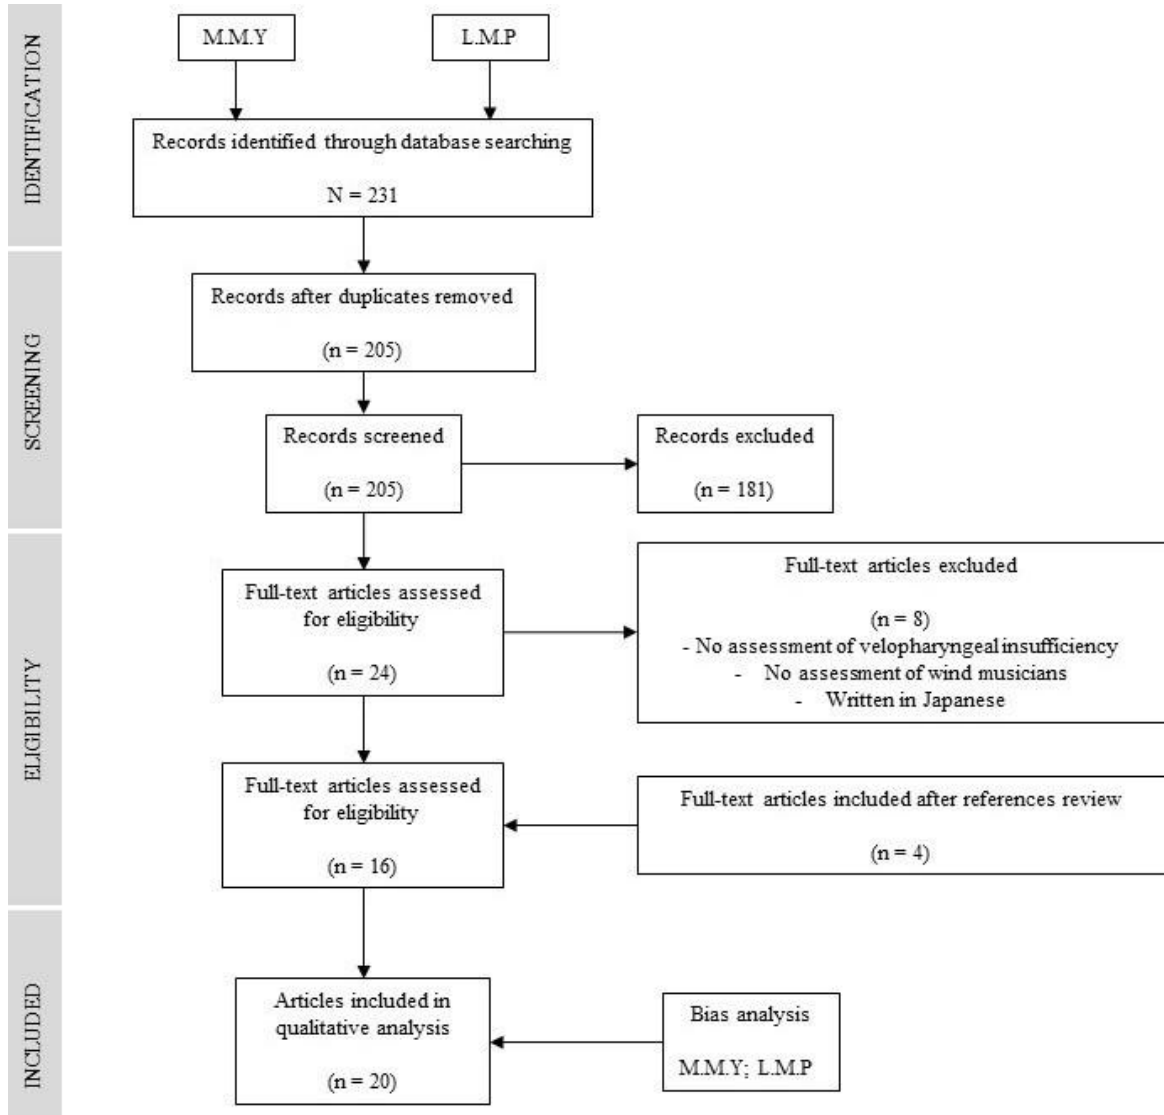 IDENTIFICATION
M.M.Y
L.M.P
Records identified through database searching
N = 231
SCREENING
Records after duplicates removed
(n = 205)
Records screened
(n = 205)
Records excluded
(n = 181)
ELIGIBILITY
Full-text articles assessed
for eligibility
(n = 24)
Full-text articles excluded
(n = 8)
- No assessment of velopharyngeal insufficiency
- No assessment of wind musicians
- Written in Japanese
Full-text articles assessed
for eligibility
(n = 16)
Full-text articles included after references review
(n = 4)
INCLUDED
Articles included in
qualitative analysis
(n = 20)
Bias analysis
M.M.Y; L.M.P